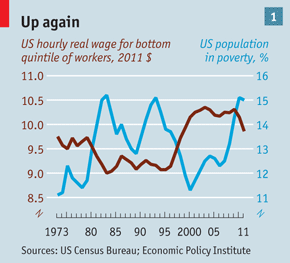 Up again
1
US hourly real wage for bottom
quintile of workers, 2011 $
US population
in poverty, %
11.0 16
10.5 15
10.0 14
9.5 13
9.0 12
8.5 11
1973 80 85 90 95 2000 05 11
Sources: US Census Bureau; Economic Policy Institute